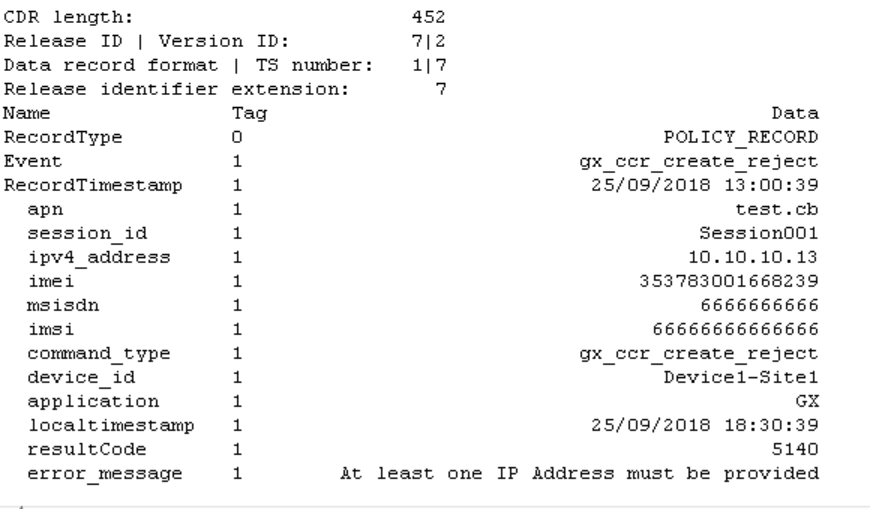 CDR length: 452
Release ID | Version ID: 7|2
Data record format | TS number: 1|7
Release identifier extension: 7
Name Tag Data
RecordType 0 POLICY_RECORD
Event 1 gx_ccr_create_reject
RecordTimestamp 1 25/09/2018 13:00:39
apn 1 test.cb
session_id 1 Session001
ipv4_address 1 10.10.10.13
imei 1 353783001668239
msisdn 1 6666666666
imsi 1 66666666666666
command_type 1 gx_ccr_create_reject
device_id 1 Device1-Site1
application 1 GX
localtimestamp 1 25/09/2018 18:30:39
resultCode 1 5140
error_message 1 At least one IP Address must be provided